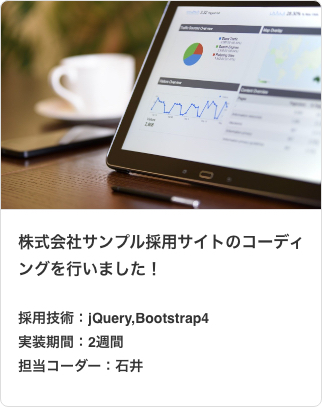 株式会社サンプル採用サイトのコーディ
ングを行いました！
採用技術：jQuery,Bootstrap4
実装期間：2週間
担当コーダー：石井